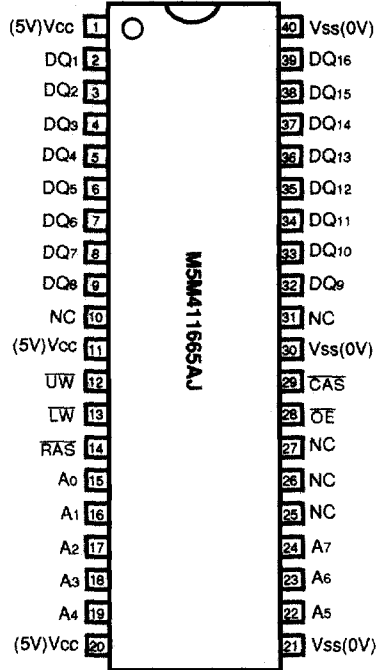 (5V)Vcc 1 40 Vss(0V)
DQ1 2 39 DQ16
DQ2 3 38 DQ15
DQ3 4 37 DQ14
DQ4 5 36 DQ13
DQ5 6 35 DQ12
DQ6 7 34 DQ11
DQ7 8 33 DQ10
DQ8 9 32 DQ9
NC 10 31 NC
(5V)Vcc 11 30 Vss(0V)
UW 12 29 CAS
LW 13 28 OE
RAS 14 27 NC
A0 15 26 NC
A1 16 25 NC
A2 17 24 A7
A3 18 23 A6
A4 19 22 A5
(5V)Vcc 20 21 Vss(0V)
M5M411665AJ